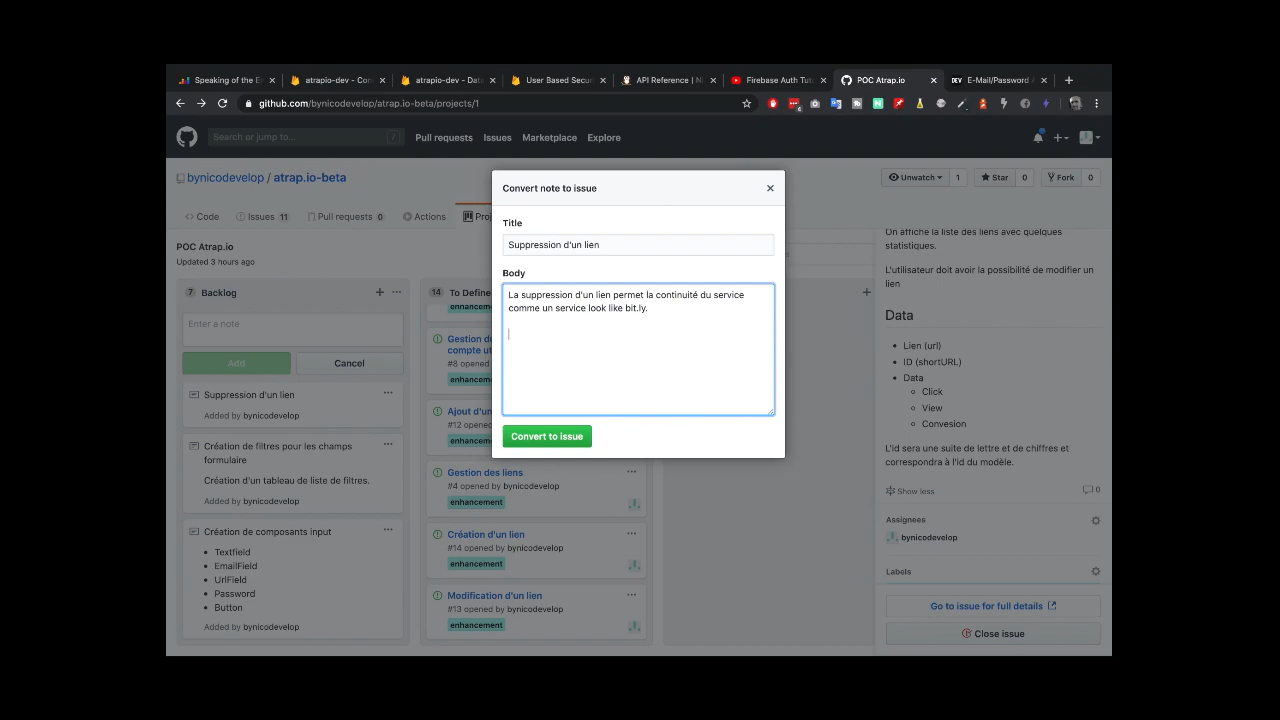 Speaking of the E
atrapio-dev - Con
atrapio-dev - Dat
User Based Secur
API Reference | Ni
Firebase Auth Tut
POC Atrap.io
DEV
E-Mail/Password A
github.com/bynicodevelop/atrap.io-beta/projects/1
Search or jump to...
/
Pull requests
Issues
Marketplace
Explore
bynicodevelop / atrap.io-beta
Unwatch
1
Star
0
Fork
0
Code
Issues 11
Pull requests 0
Actions
Proj
POC Atrap.io
Updated 3 hours ago
7 Backlog
Enter a note
Add
Cancel
Suppression d'un lien
Added by bynicodevelop
Création de filtres pour les champs
formulaire
Création d'un tableau de liste de filtres.
Added by bynicodevelop
Création de composants input
Textfield
EmailField
UrlField
Password
Button
Added by bynicodevelop
14 To Define
enhancement
Gestion de
compte ut
#8 opened
enhancement
Ajout d'un
#12 opened
enhancement
Gestion des liens
#4 opened by bynicodevelop
enhancement
Création d'un lien
#14 opened by bynicodevelop
enhancement
Modification d'un lien
#13 opened by bynicodevelop
enhancement
Convert note to issue
Title
Suppression d'un lien
Body
La suppression d'un lien permet la continuité du service
comme un service look like bit.ly.
Convert to issue
On affiche la liste des liens avec quelques
statistiques.
L'utilisateur doit avoir la possibilité de modifier un
lien
Data
Lien (url)
ID (shortURL)
Data
Click
View
Convesion
L'id sera une suite de lettre et de chiffres et
correspondra à l'id du modèle.
Show less
0
Assignees
bynicodevelop
Labels
Go to issue for full details
Close issue